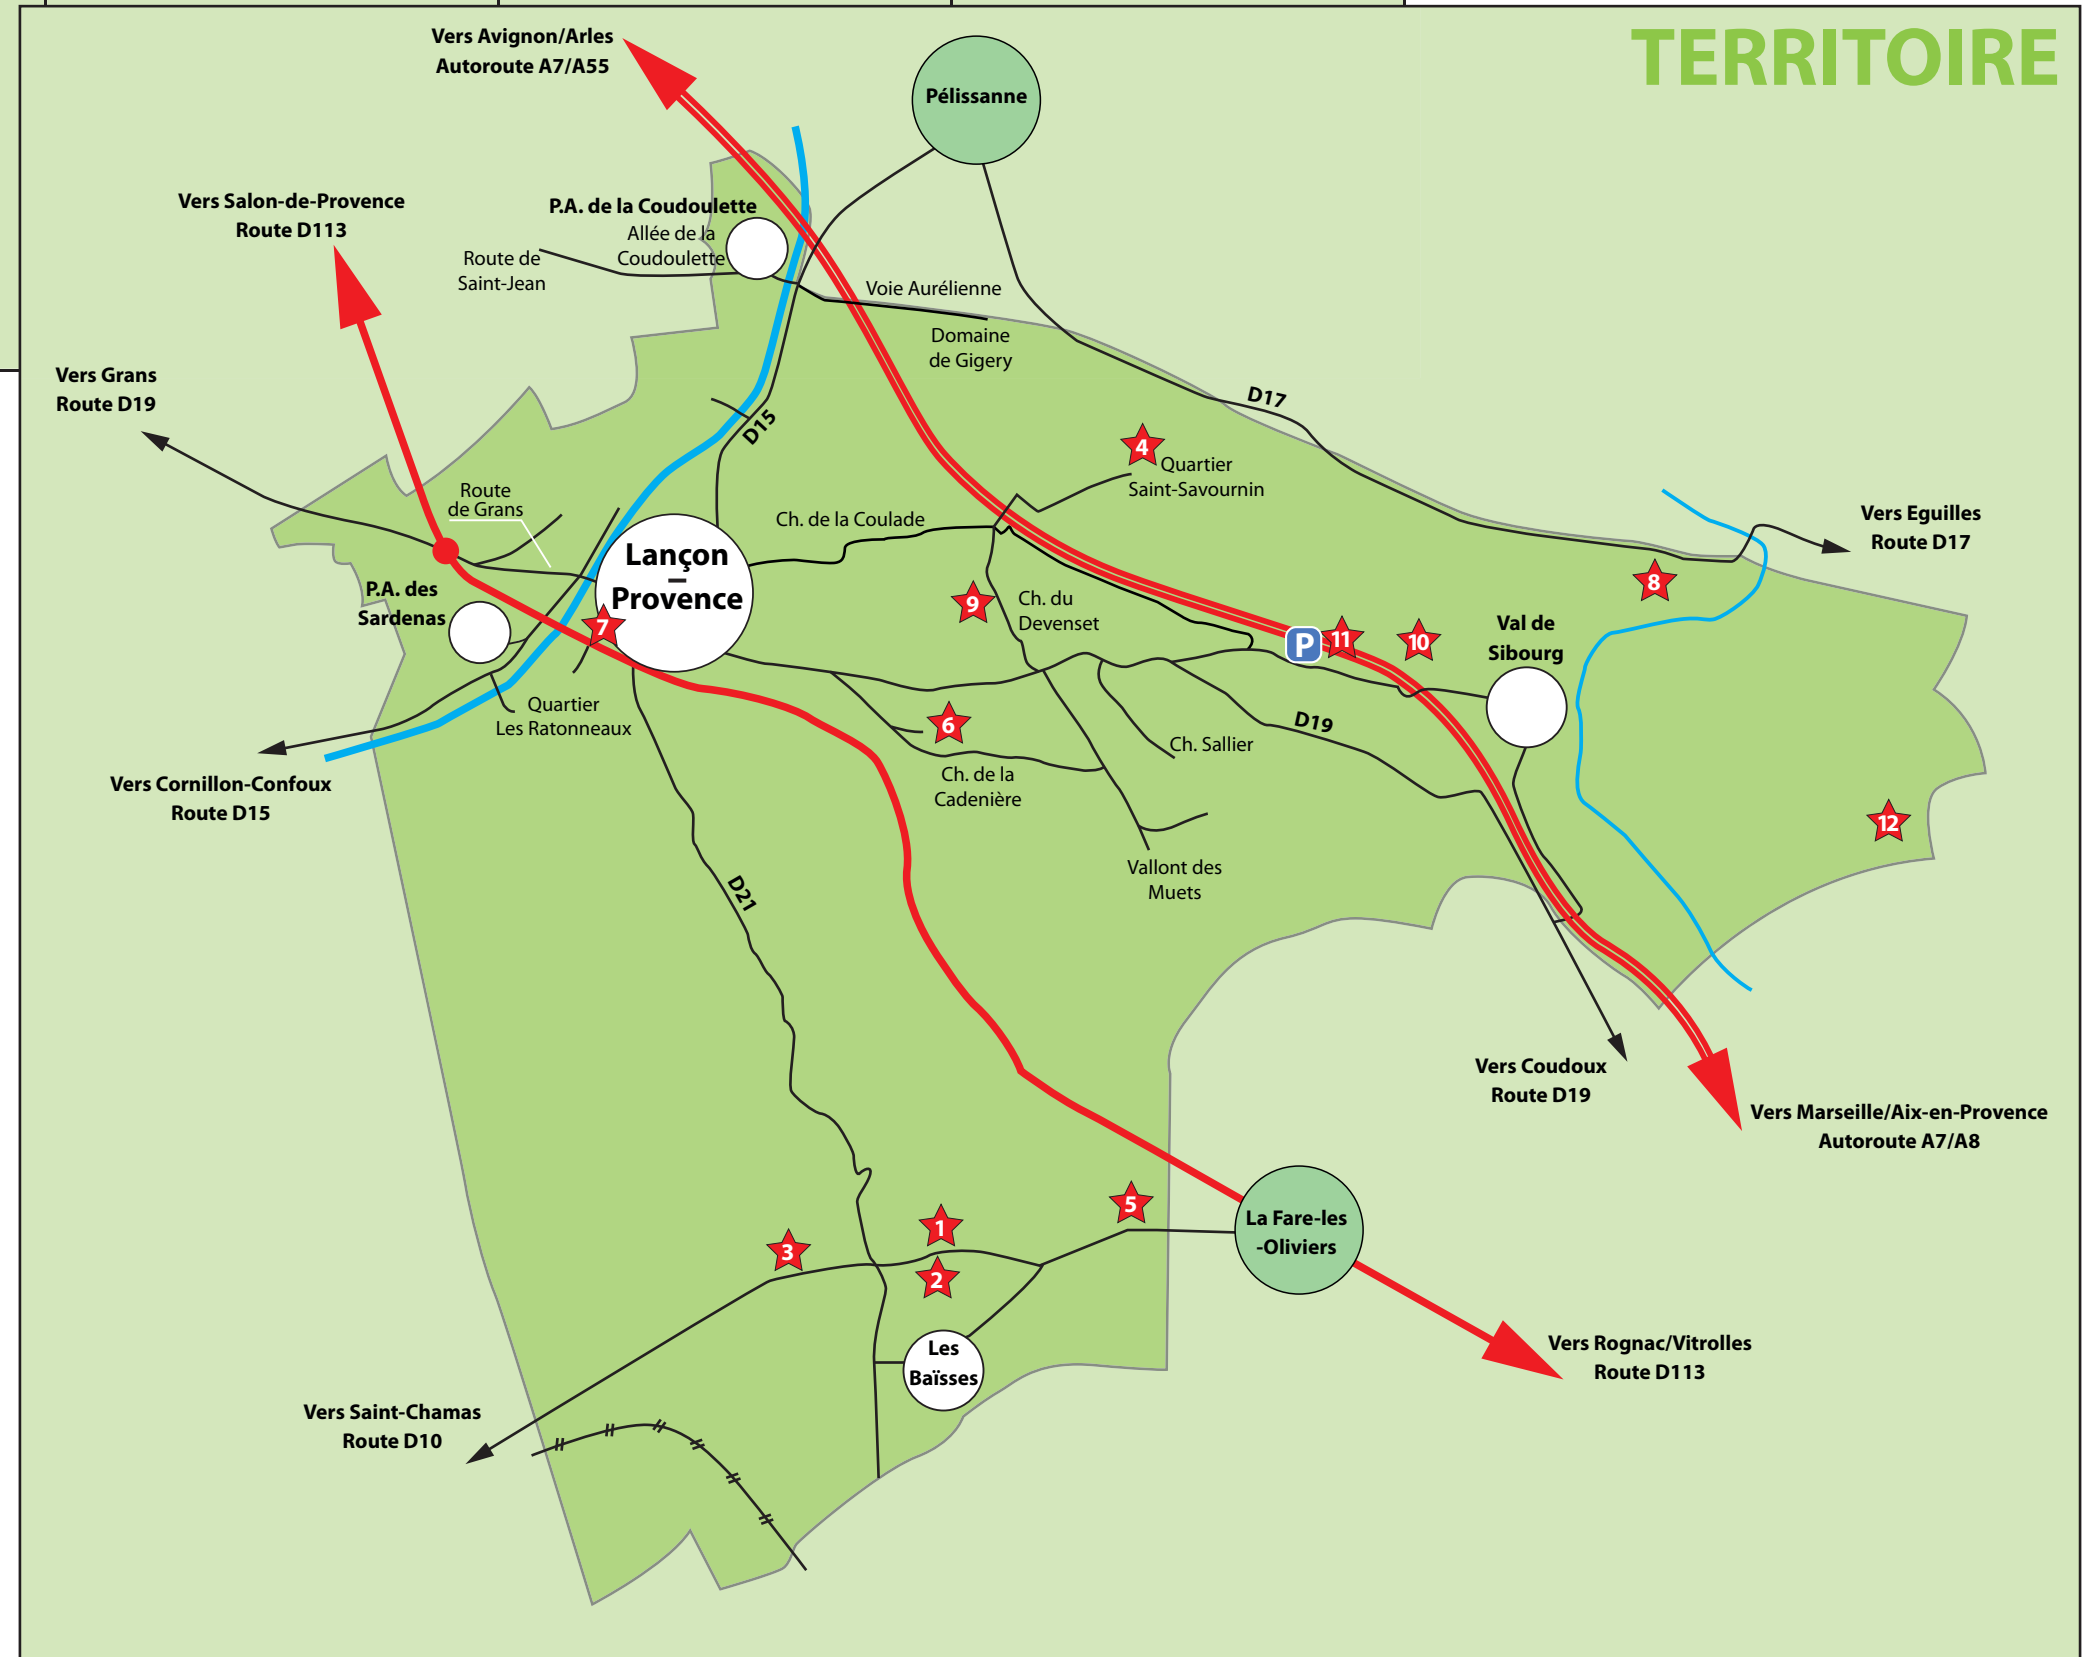 TERRITOIRE
Vers Avignon/Arles
Autoroute A7/A55
Pélissanne
Vers Salon-de-Provence
Route D113
P.A. de la Coudoulette
Allée de la
Coudoulette
Route de
Saint-Jean
Voie Aurélienne
Domaine
de Gigery
Vers Grans
Route D19
D15
D17
4
Quartier
Saint-Savournin
Route
de Grans
Ch. de la Coulade
Vers Eguilles
Route D17
Lançon
–
Provence
P.A. des
Sardenas
7
9
Ch. du
Devenset
8
P
11
10
Val de
Sibourg
Quartier
Les Ratonneaux
6
D19
Ch. Sallier
Ch. de la
Cadenière
Vers Cornillon-Confoux
Route D15
12
Vallont des
Muets
D21
Vers Coudoux
Route D19
Vers Marseille/Aix-en-Provence
Autoroute A7/A8
5
1
3
2
La Fare-les
-Oliviers
Les
Baïsses
Vers Rognac/Vitrolles
Route D113
Vers Saint-Chamas
Route D10